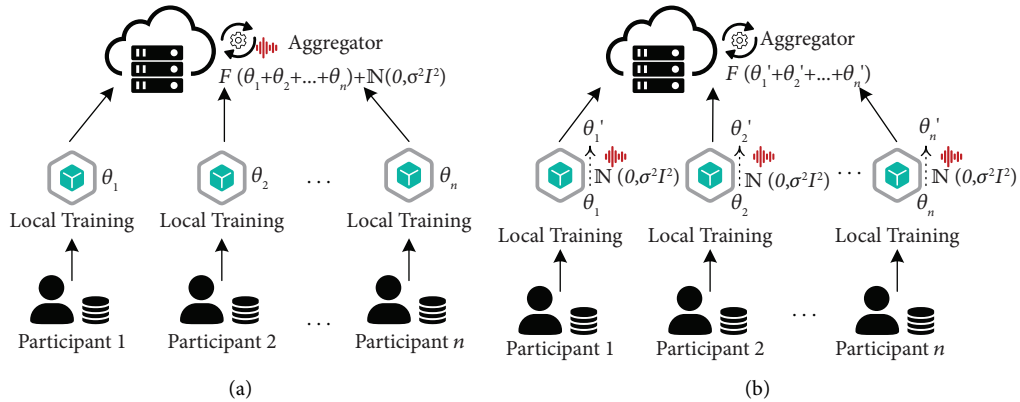 Aggregator
F (θ₁+θ₂+...+θₙ)+ℕ(0,σ²I²)
θ₁
θ₂
. . .
θₙ
Local Training
Local Training
Local Training
Participant 1
Participant 2
. . .
Participant n
(a)
Aggregator
F (θ₁'+θ₂'+...+θₙ')
θ₁'
θ₂'
θₙ'
ℕ (0,σ²I²)
ℕ (0,σ²I²)
. . .
ℕ (0,σ²I²)
θ₁
θ₂
θₙ
Local Training
Local Training
Local Training
Participant 1
Participant 2
. . .
Participant n
(b)